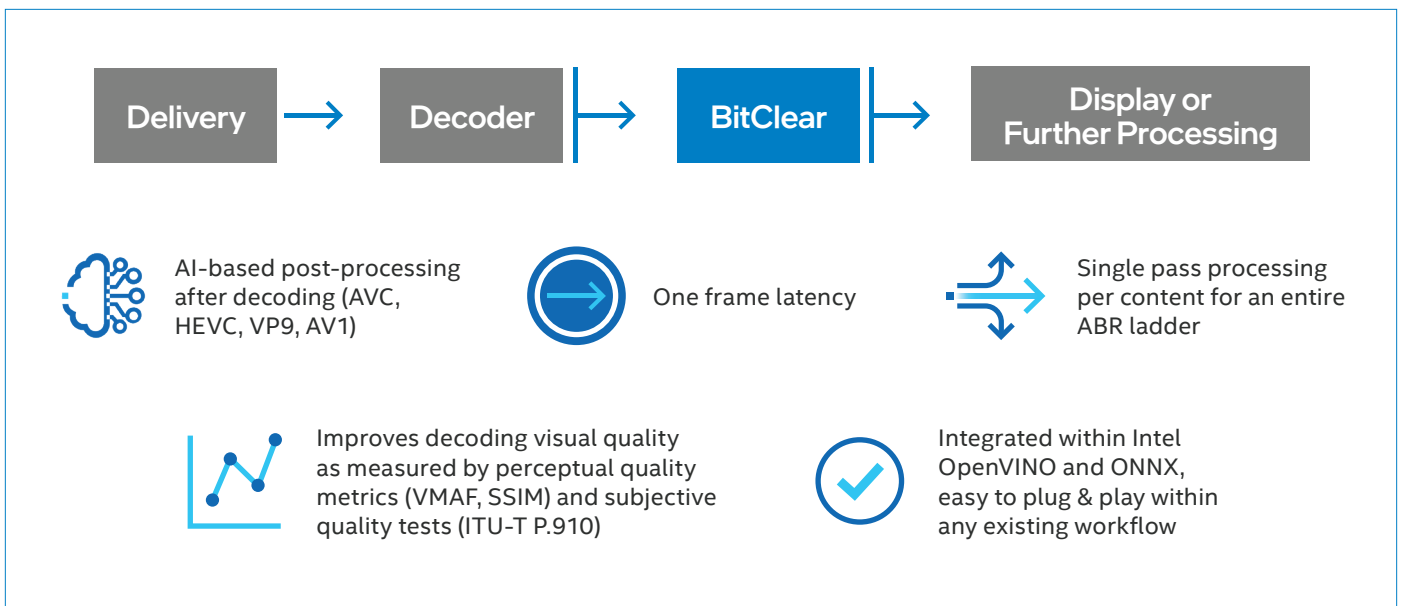 Delivery
Decoder
BitClear
Display or
Further Processing
AI-based post-processing
after decoding (AVC,
HEVC, VP9, AV1)
One frame latency
Single pass processing
per content for an entire
ABR ladder
Improves decoding visual quality
as measured by perceptual quality
metrics (VMAF, SSIM) and subjective
quality tests (ITU-T P.910)
Integrated within Intel
OpenVINO and ONNX,
easy to plug & play within
any existing workflow